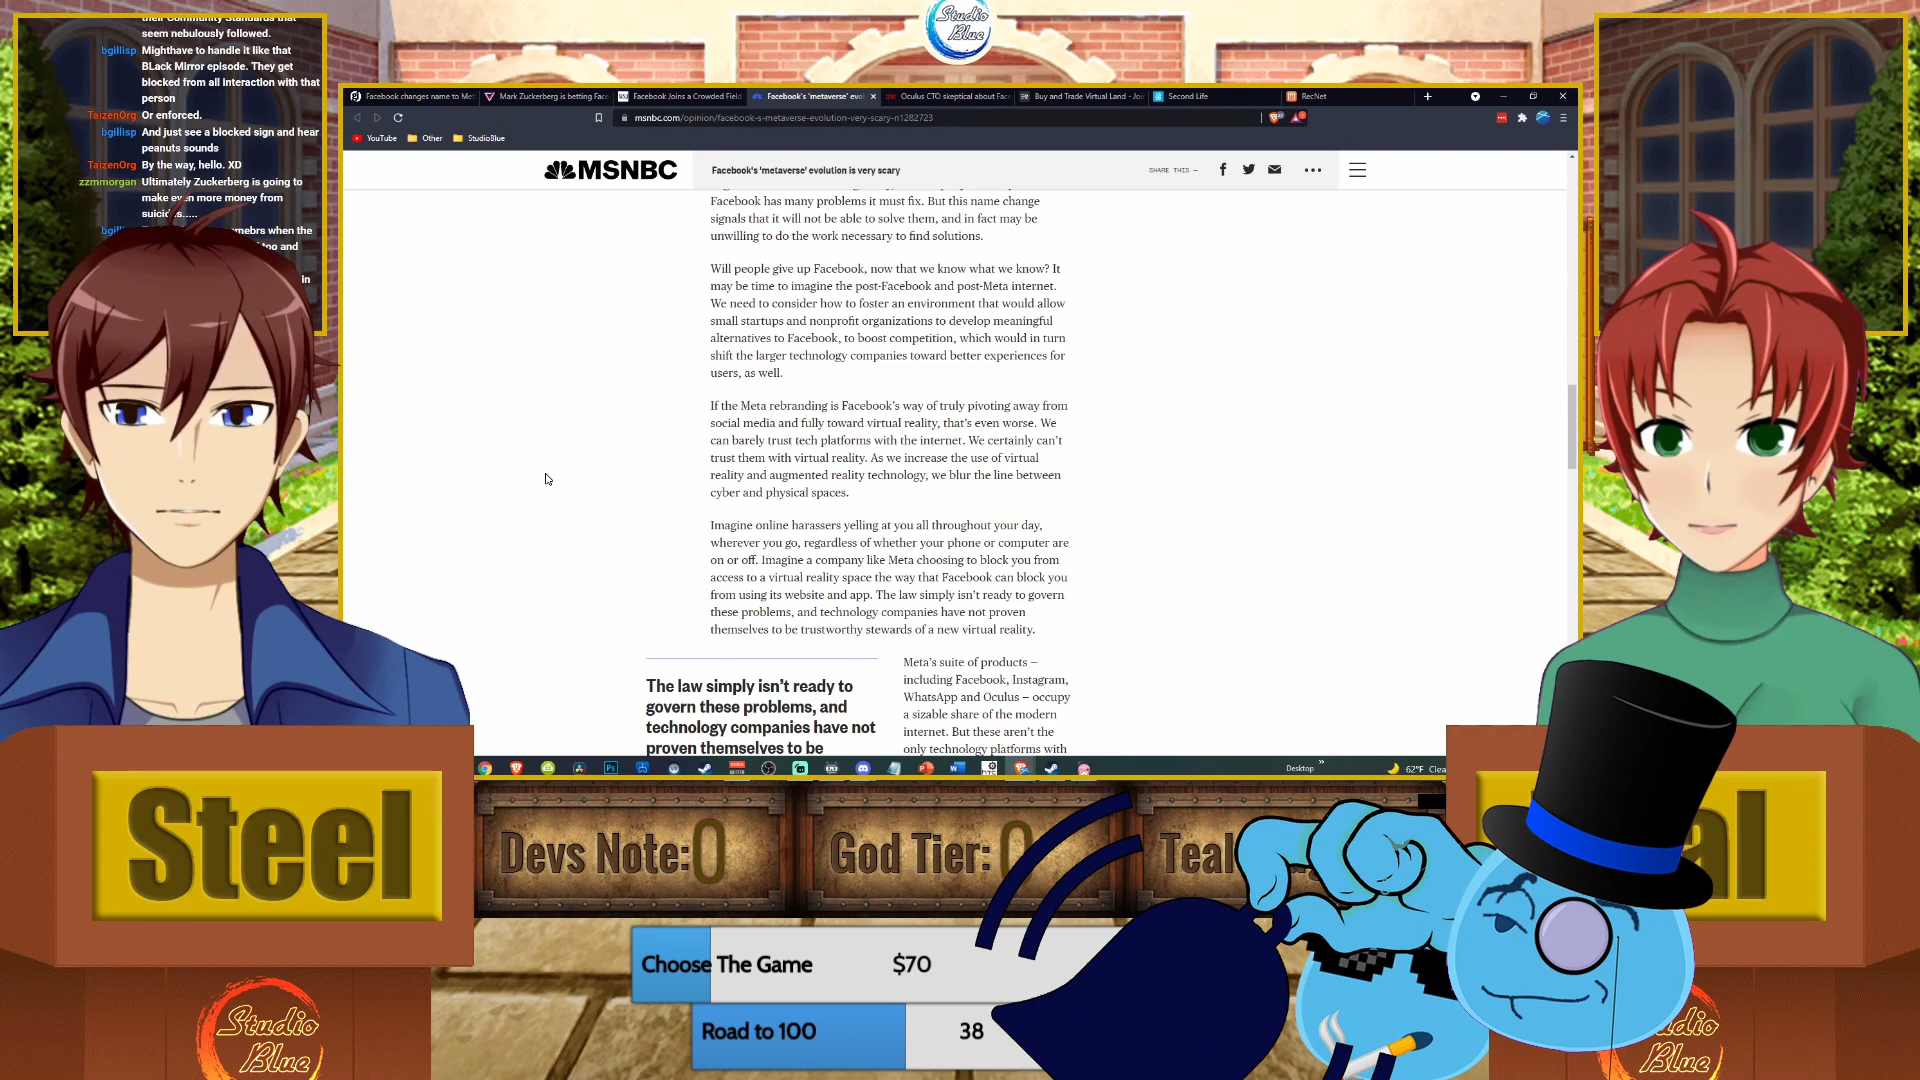 their Community Standards that
seem nebulously followed.
bgillisp Mighthave to handle it like that
BLack Mirror episode. They get
blocked from all interaction with that
person
TaizenOrg Or enforced.
bgillisp And just see a blocked sign and hear
peanuts sounds
TaizenOrg By the way, hello. XD
zzmmorgan Ultimately Zuckerberg is going to
make even more money from
bgillisp
when the
too and
in
Studio
Blue
Facebook changes name to Met
Mark Zuckerberg is betting Face
Facebook Joins a Crowded Field
Facebook's 'metaverse' evo
Oculus CTO skeptical about Fac
Buy and Trade Virtual Land - Joi
Second Life
RecNet
msnbc.com/opinion/facebook-s-metaverse-evolution-very-scary-n1282723
YouTube Other StudioBlue
MSNBC
Facebook's 'metaverse' evolution is very scary
SHARE THIS —
Facebook has many problems it must fix. But this name change
signals that it will not be able to solve them, and in fact may be
unwilling to do the work necessary to find solutions.
Will people give up Facebook, now that we know what we know? It
may be time to imagine the post-Facebook and post-Meta internet.
We need to consider how to foster an environment that would allow
small startups and nonprofit organizations to develop meaningful
alternatives to Facebook, to boost competition, which would in turn
shift the larger technology companies toward better experiences for
users, as well.
If the Meta rebranding is Facebook's way of truly pivoting away from
social media and fully toward virtual reality, that's even worse. We
can barely trust tech platforms with the internet. We certainly can't
trust them with virtual reality. As we increase the use of virtual
reality and augmented reality technology, we blur the line between
cyber and physical spaces.
Imagine online harassers yelling at you all throughout your day,
wherever you go, regardless of whether your phone or computer are
on or off. Imagine a company like Meta choosing to block you from
access to a virtual reality space the way that Facebook can block you
from using its website and app. The law simply isn't ready to govern
these problems, and technology companies have not proven
themselves to be trustworthy stewards of a new virtual reality.
The law simply isn't ready to
govern these problems, and
technology companies have not
proven themselves to be
Meta's suite of products —
including Facebook, Instagram,
WhatsApp and Oculus — occupy
a sizable share of the modern
internet. But these aren't the
only technology platforms with
Desktop
62°F Clea
Steel
Devs Note: 0
God Tier: 0
Teal
al
Choose The Game $70
Road to 100 38
Studio
Blue
Studio
Blue